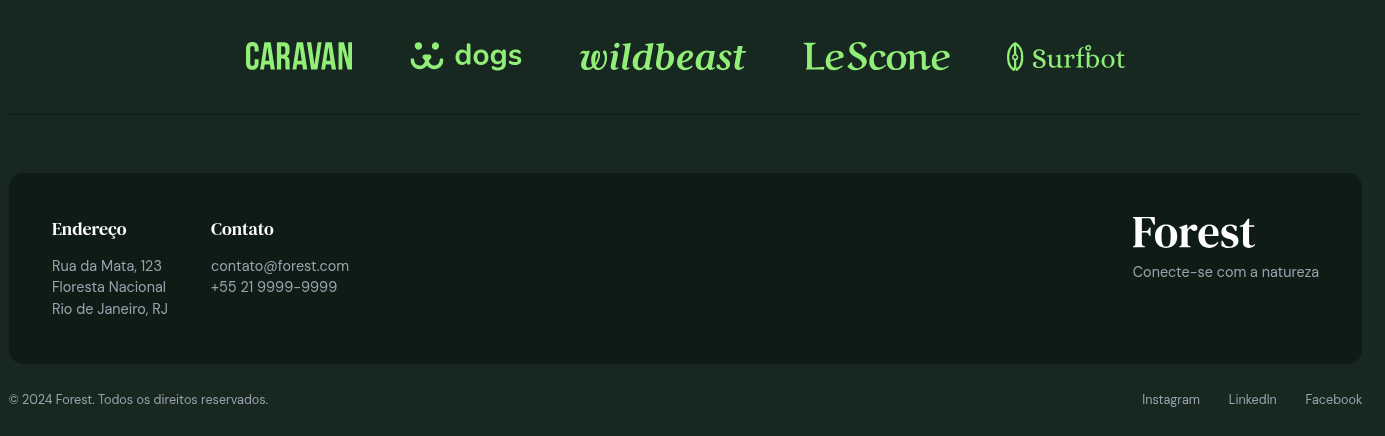 CARAVAN
dogs
wildbeast
LeScone
Surfbot
Endereço
Rua da Mata, 123
Floresta Nacional
Rio de Janeiro, RJ
Contato
contato@forest.com
+55 21 9999-9999
Forest
Conecte-se com a natureza
© 2024 Forest. Todos os direitos reservados.
Instagram
LinkedIn
Facebook